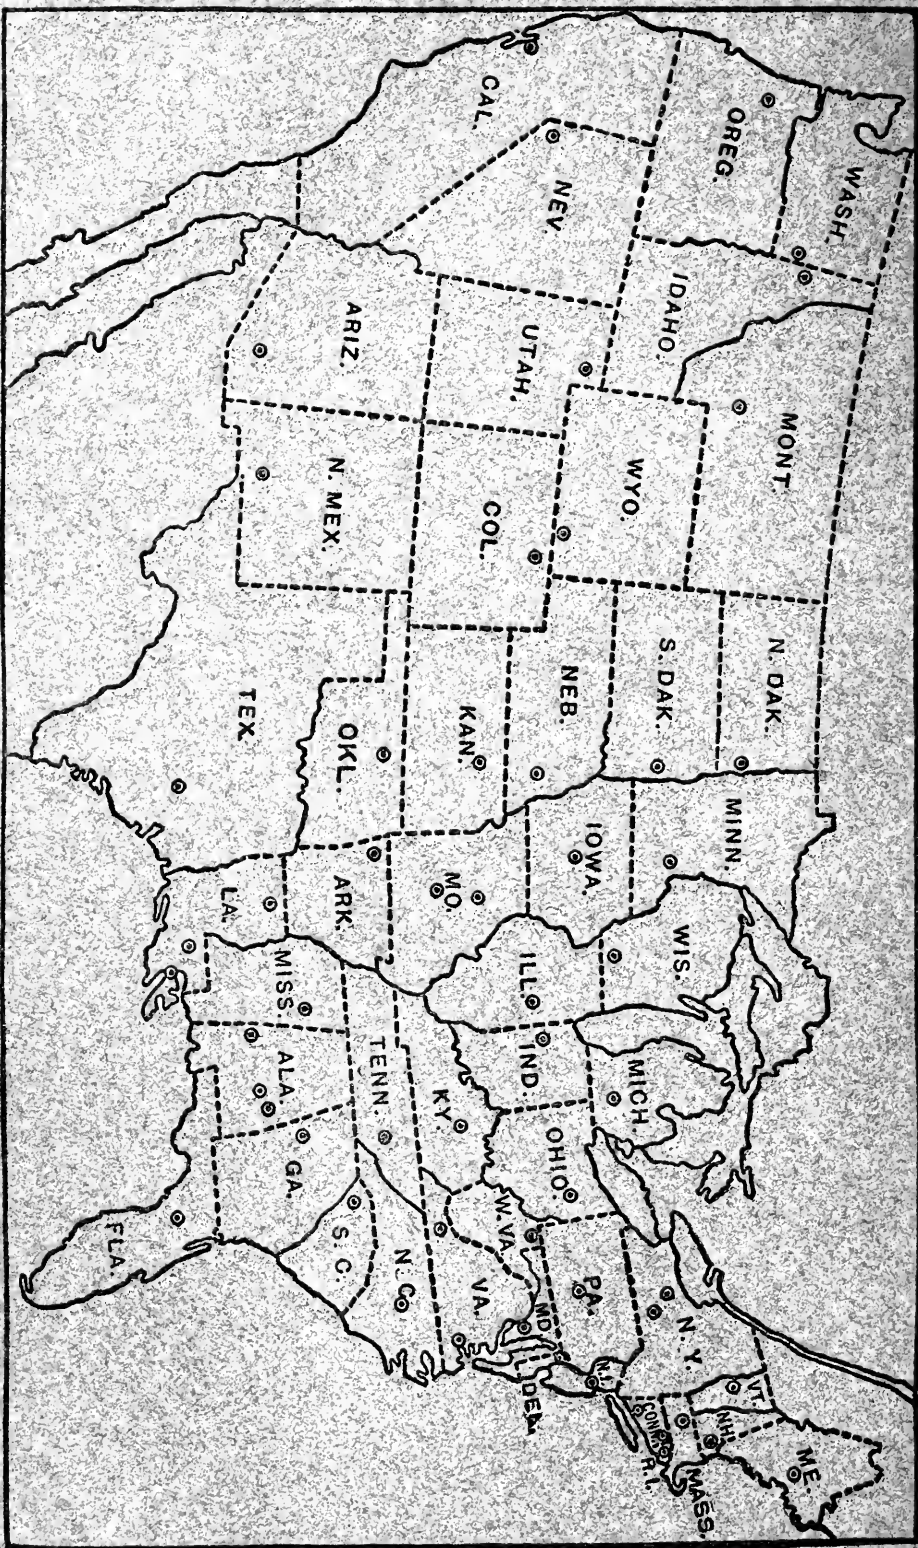 WASH.
OREG.
CAL.
NEV.
IDAHO.
MONT.
WYO.
UTAH.
COL.
ARIZ.
N. MEX.
N. DAK.
S. DAK.
NEB.
KAN.
OKL.
TEX.
MINN.
IOWA.
MO.
ARK.
LA.
WIS.
ILL.
MICH.
IND.
OHIO.
KY.
TENN.
MISS.
ALA.
GA.
FLA.
S. C.
N. C.
VA.
W. VA.
MD.
DEL.
PA.
N. J.
N. Y.
CONN.
R. I.
MASS.
VT.
N. H.
ME.